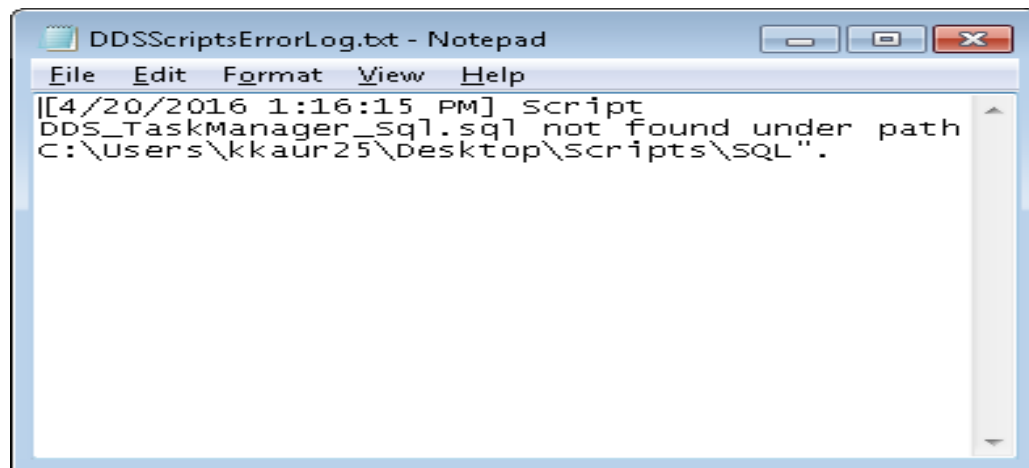 DDSScriptsErrorLog.txt - Notepad
File Edit Format View Help
[4/20/2016 1:16:15 PM] Script
DDS_TaskManager_Sql.sql not found under path
C:\Users\kkaur25\Desktop\Scripts\SQL".